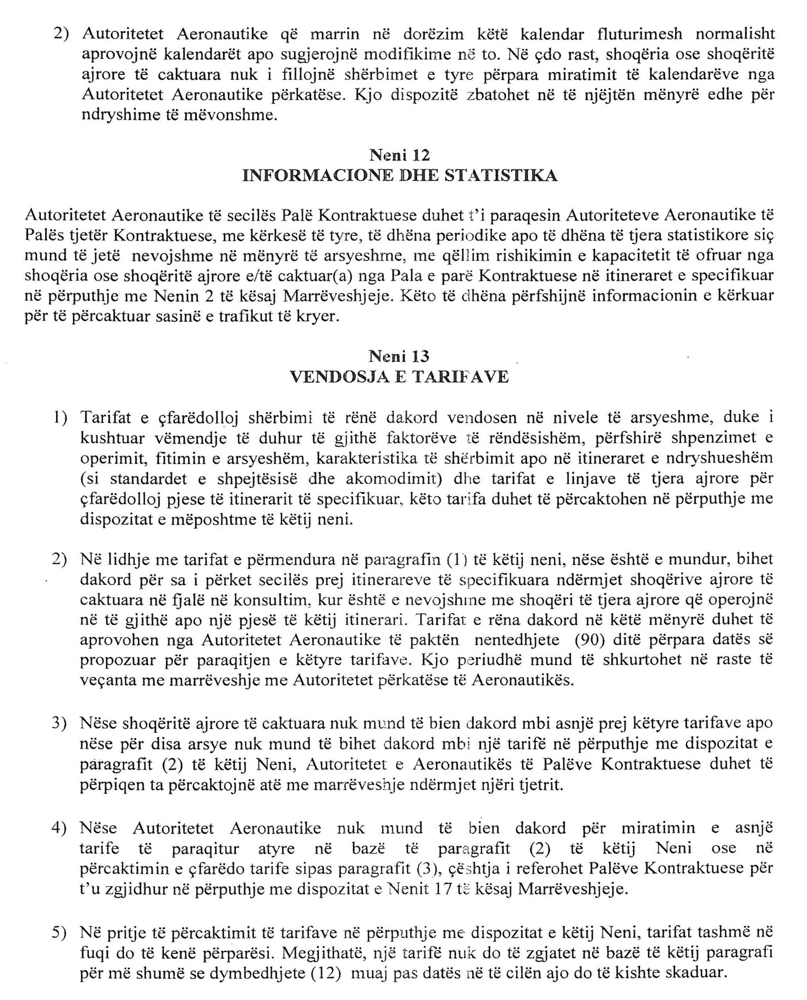 2) Autoritetet Aeronautike që marrin në dorëzim këtë kalendar fluturimesh normalisht
aprovojnë kalendarët apo sugjerojnë modifikime në to. Në çdo rast, shoqëria ose shoqëritë
ajrore të caktuara nuk i fillojnë shërbimet e tyre përpara miratimit të kalendarëve nga
Autoritetet Aeronautike përkatëse. Kjo dispozitë zbatohet në të njëjtën mënyrë edhe për
ndryshime të mëvonshme.
Neni 12
INFORMACIONE DHE STATISTIKA
Autoritetet Aeronautike të secilës Palë Kontraktuese duhet t'i paraqesin Autoriteteve Aeronautike të
Palës tjetër Kontraktuese, me kërkesë të tyre, të dhëna periodike apo të dhëna të tjera statistikore siç
mund të jetë nevojshme në mënyrë të arsyeshme, me qëllim rishikimin e kapacitetit të ofruar nga
shoqëria ose shoqëritë ajrore e/të caktuar(a) nga Pala e parë Kontraktuese në itineraret e specifikuar
në përputhje me Nenin 2 të kësaj Marrëveshjeje. Këto të dhëna përfshijnë informacionin e kërkuar
për të përcaktuar sasinë e trafikut të kryer.
Neni 13
VENDOSJA E TARIFAVE
1) Tarifat e çfarëdolloj shërbimi të rënë dakord vendosen në nivele të arsyeshme, duke i
kushtuar vëmendje të duhur të gjithë faktorëve të rëndësishëm, përfshirë shpenzimet e
operimit, fitimin e arsyeshëm, karakteristika të shërbimit apo në itineraret e ndryshueshëm
(si standardet e shpejtësisë dhe akomodimit) dhe tarifat e linjave të tjera ajrore për
çfarëdolloj pjese të itinerarit të specifikuar, këto tarifa duhet të përcaktohen në përputhje me
dispozitat e mëposhtme të këtij neni.
2) Në lidhje me tarifat e përmendura në paragrafin (1) të këtij neni, nëse është e mundur, bihet
dakord për sa i përket secilës prej itinerareve të specifikuara ndërmjet shoqërive ajrore të
caktuara në fjalë në konsultim, kur është e nevojshme me shoqëri të tjera ajrore që operojnë
në të gjithë apo një pjesë të këtij itinerari. Tarifat e rëna dakord në këtë mënyrë duhet të
aprovohen nga Autoritetet Aeronautike të paktën nentedhjete (90) ditë përpara datës së
propozuar për paraqitjen e këtyre tarifave. Kjo periudhë mund të shkurtohet në raste të
veçanta me marrëveshje me Autoritetet përkatëse të Aeronautikës.
3) Nëse shoqëritë ajrore të caktuara nuk mund të bien dakord mbi asnjë prej këtyre tarifave apo
nëse për disa arsye nuk mund të bihet dakord mbi një tarifë në përputhje me dispozitat e
paragrafit (2) të këtij Neni, Autoritetet e Aeronautikës të Palëve Kontraktuese duhet të
përpiqen ta përcaktojnë atë me marrëveshje ndërmjet njëri tjetrit.
4) Nëse Autoritetet Aeronautike nuk mund të bien dakord për miratimin e asnjë
tarife të paraqitur atyre në bazë të paragrafit (2) të këtij Neni ose në
përcaktimin e çfarëdo tarife sipas paragrafit (3), çështja i referohet Palëve Kontraktuese për
t'u zgjidhur në përputhje me dispozitat e Nenit 17 të kësaj Marrëveshjeje.
5) Në pritje të përcaktimit të tarifave në përputhje me dispozitat e këtij Neni, tarifat tashmë në
fuqi do të kenë përparësi. Megjithatë, një tarifë nuk do të zgjatet në bazë të këtij paragrafi
për më shumë se dymbedhjete (12) muaj pas datës në të cilën ajo do të kishte skaduar.